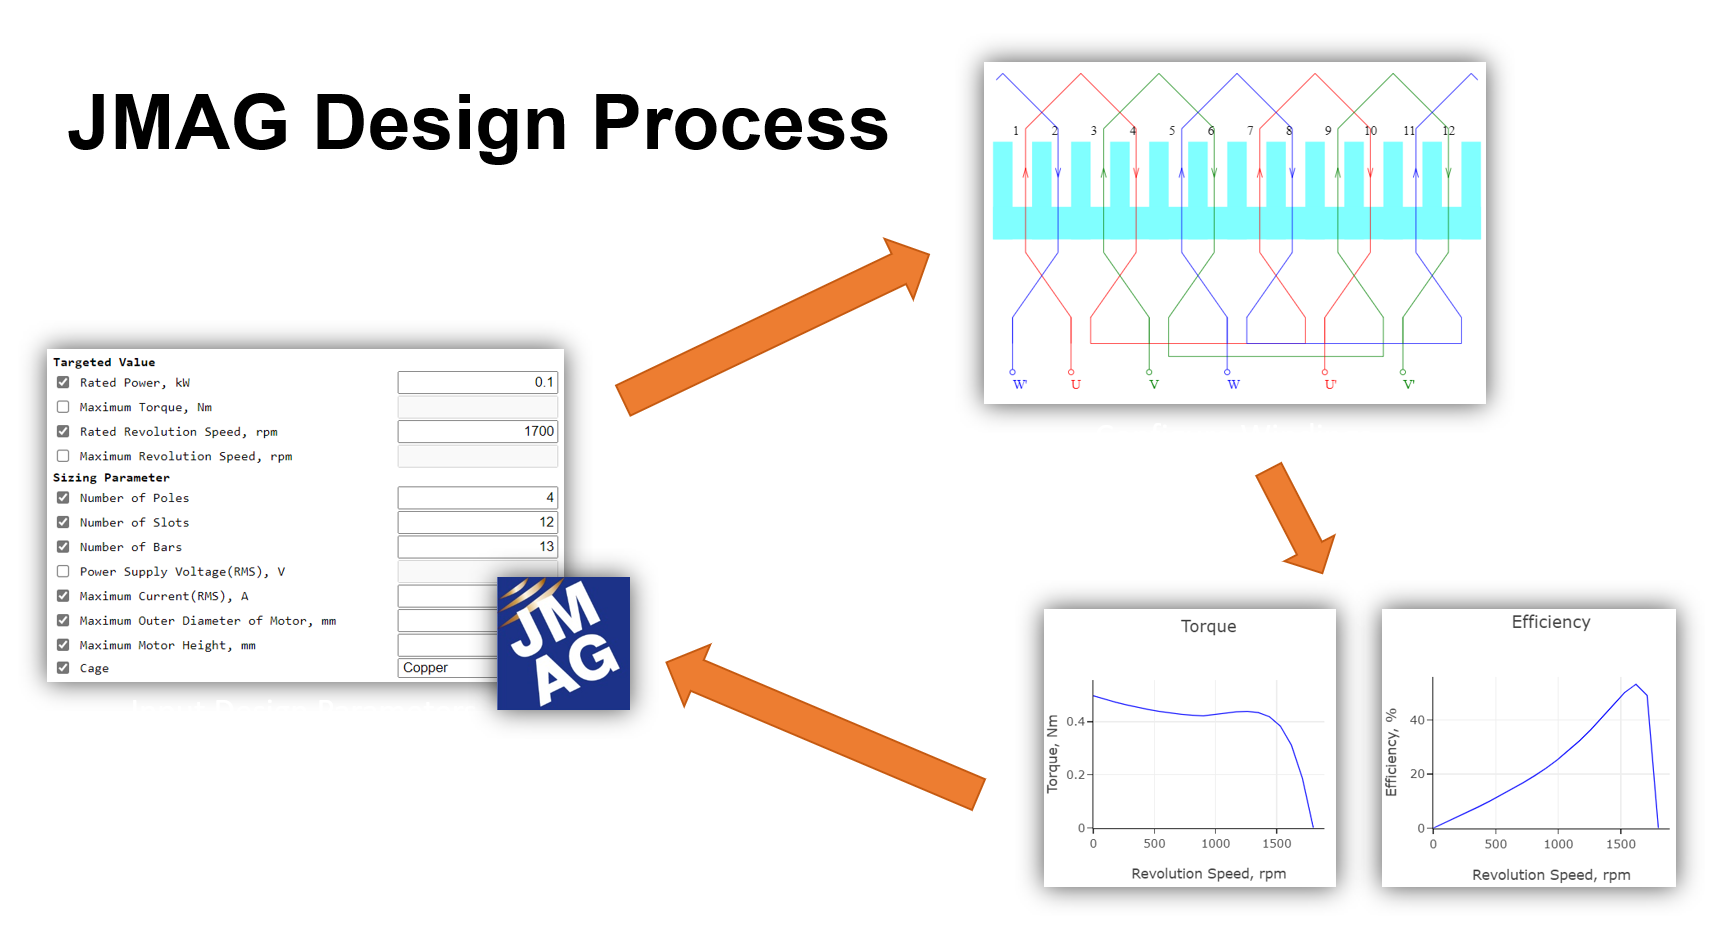 JMAG Design Process
Targeted Value
Rated Power, kW 0.1
Maximum Torque, Nm
Rated Revolution Speed, rpm 1700
Maximum Revolution Speed, rpm
Sizing Parameter
Number of Poles 4
Number of Slots 12
Number of Bars 13
Power Supply Voltage(RMS), V
Maximum Current(RMS), A
Maximum Outer Diameter of Motor, mm
Maximum Motor Height, mm
Cage Copper
JM
AG
1 2 3 4 5 6 7 8 9 10 11 12
W' U V W U' V'
Torque
Torque, Nm
0.4
0.2
0
0 500 1000 1500
Revolution Speed, rpm
Efficiency
Efficiency, %
40
20
0
0 500 1000 1500
Revolution Speed, rpm